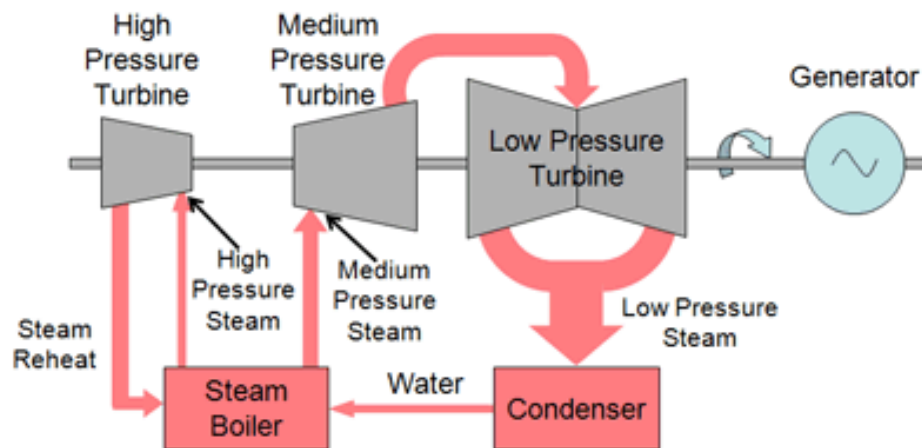 High
Pressure
Turbine
Medium
Pressure
Turbine
Generator
Low Pressure
Turbine
High
Pressure
Steam
Medium
Pressure
Steam
Low Pressure
Steam
Steam
Reheat
Steam
Boiler
Water
Condenser